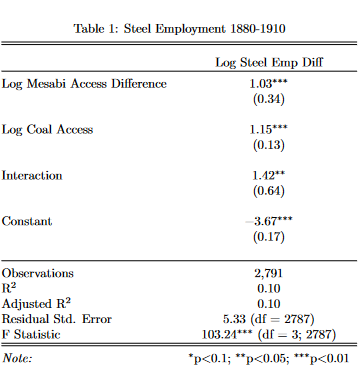 Table 1: Steel Employment 1880-1910
Log Steel Emp Diff
Log Mesabi Access Difference 1.03***
(0.34)
Log Coal Access 1.15***
(0.13)
Interaction 1.42**
(0.64)
Constant −3.67***
(0.17)
Observations 2,791
R² 0.10
Adjusted R² 0.10
Residual Std. Error 5.33 (df = 2787)
F Statistic 103.24*** (df = 3; 2787)
Note: *p<0.1; **p<0.05; ***p<0.01